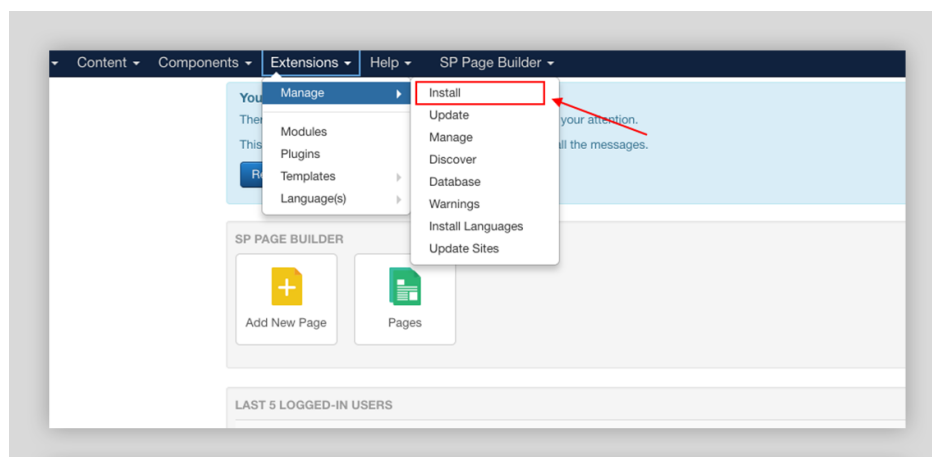 Content Components Extensions Help SP Page Builder
Manage
Modules
Plugins
Templates
Language(s)
Install
Update
Manage
Discover
Database
Warnings
Install Languages
Update Sites
You
your attention.
This
the messages.
SP PAGE BUILDER
Add New Page
Pages
LAST 5 LOGGED-IN USERS